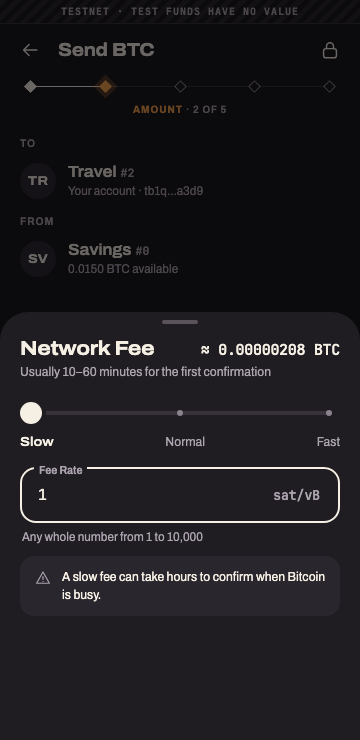 TESTNET · TEST FUNDS HAVE NO VALUE
Send BTC
AMOUNT · 2 OF 5
TO
TR
Travel #2
Your account · tb1q...a3d9
FROM
SV
Savings #0
0.0150 BTC available
Network Fee
≈ 0.00000208 BTC
Usually 10–60 minutes for the first confirmation
Slow
Normal
Fast
Fee Rate
1
sat/vB
Any whole number from 1 to 10,000
A slow fee can take hours to confirm when Bitcoin
is busy.